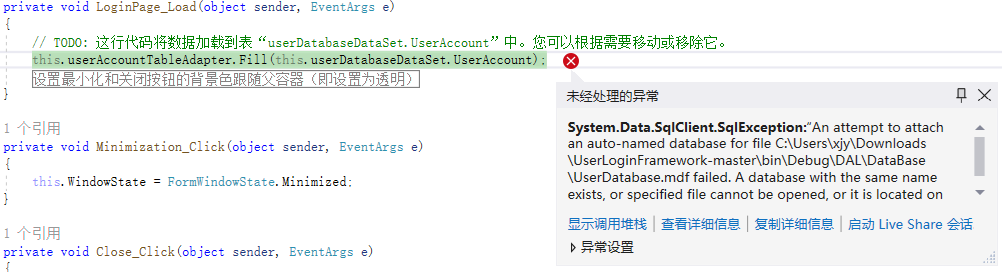 private void LoginPage_Load(object sender, EventArgs e)
{
// TODO: 这行代码将数据加载到表“userDatabaseDataSet.UserAccount”中。您可以根据需要移动或移除它。
this.userAccountTableAdapter.Fill(this.userDatabaseDataSet.UserAccount);
设置最小化和关闭按钮的背景色跟随父容器（即设置为透明）
}
1 个引用
private void Minimization_Click(object sender, EventArgs e)
{
this.WindowState = FormWindowState.Minimized;
}
1 个引用
private void Close_Click(object sender, EventArgs e)
{
未经处理的异常
System.Data.SqlClient.SqlException:“An attempt to attach
an auto-named database for file C:\Users\xjy\Downloads
\UserLoginFramework-master\bin\Debug\DAL\DataBase
\UserDatabase.mdf failed. A database with the same name
exists, or specified file cannot be opened, or it is located on
显示调用堆栈 | 查看详细信息 | 复制详细信息 | 启动 Live Share 会话
异常设置